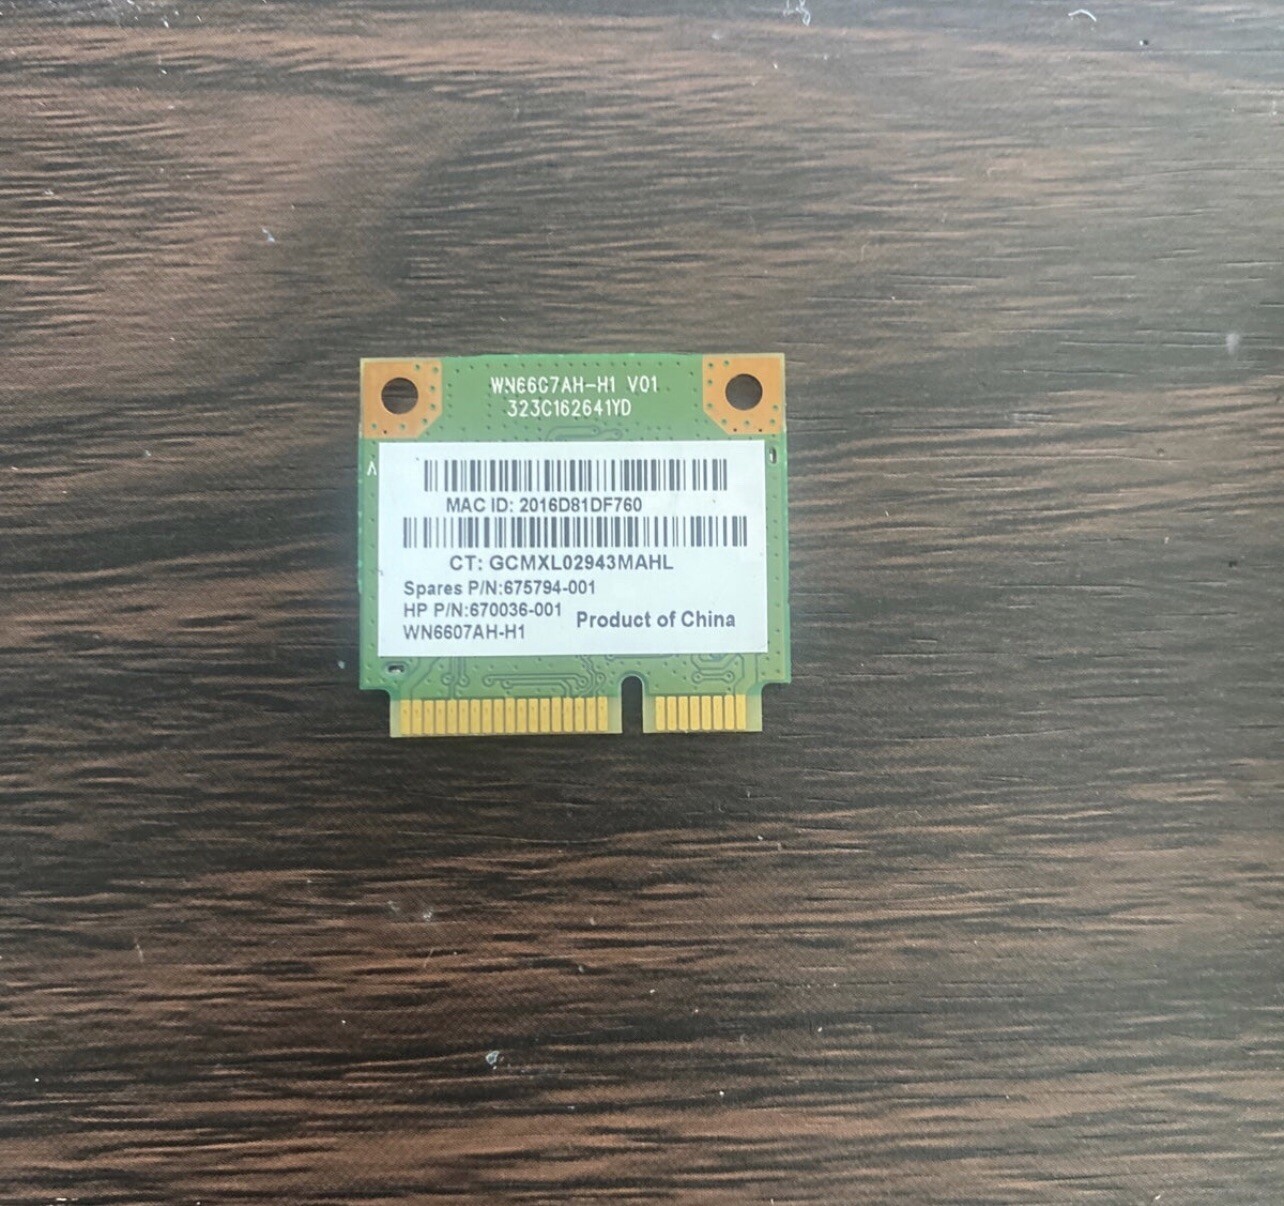 WN6607AH-H1 V01
323C162641YD
A
MAC ID: 2016D81DF760
CT: GCMXL02943MAHL
Spares P/N:675794-001
HP P/N:670036-001
WN6607AH-H1
Product of China